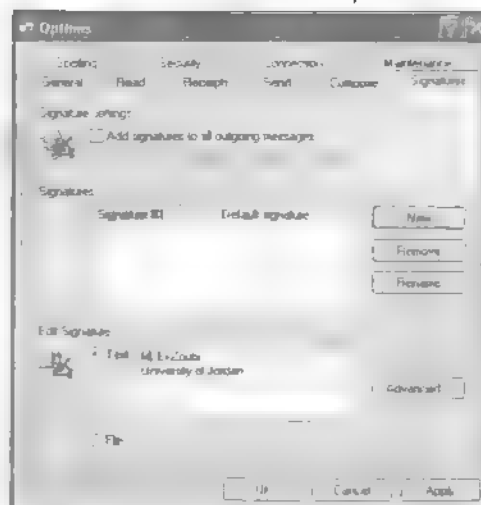 Options
Spelling Security Connection Maintenance
General Read Receipts Send Compose Signatures
Signature settings
Add signatures to all outgoing messages
Signatures
Signature #1 Default signature
New
Remove
Rename
Edit Signature
Text
University of Jordan
Advanced
File
OK Cancel Apply